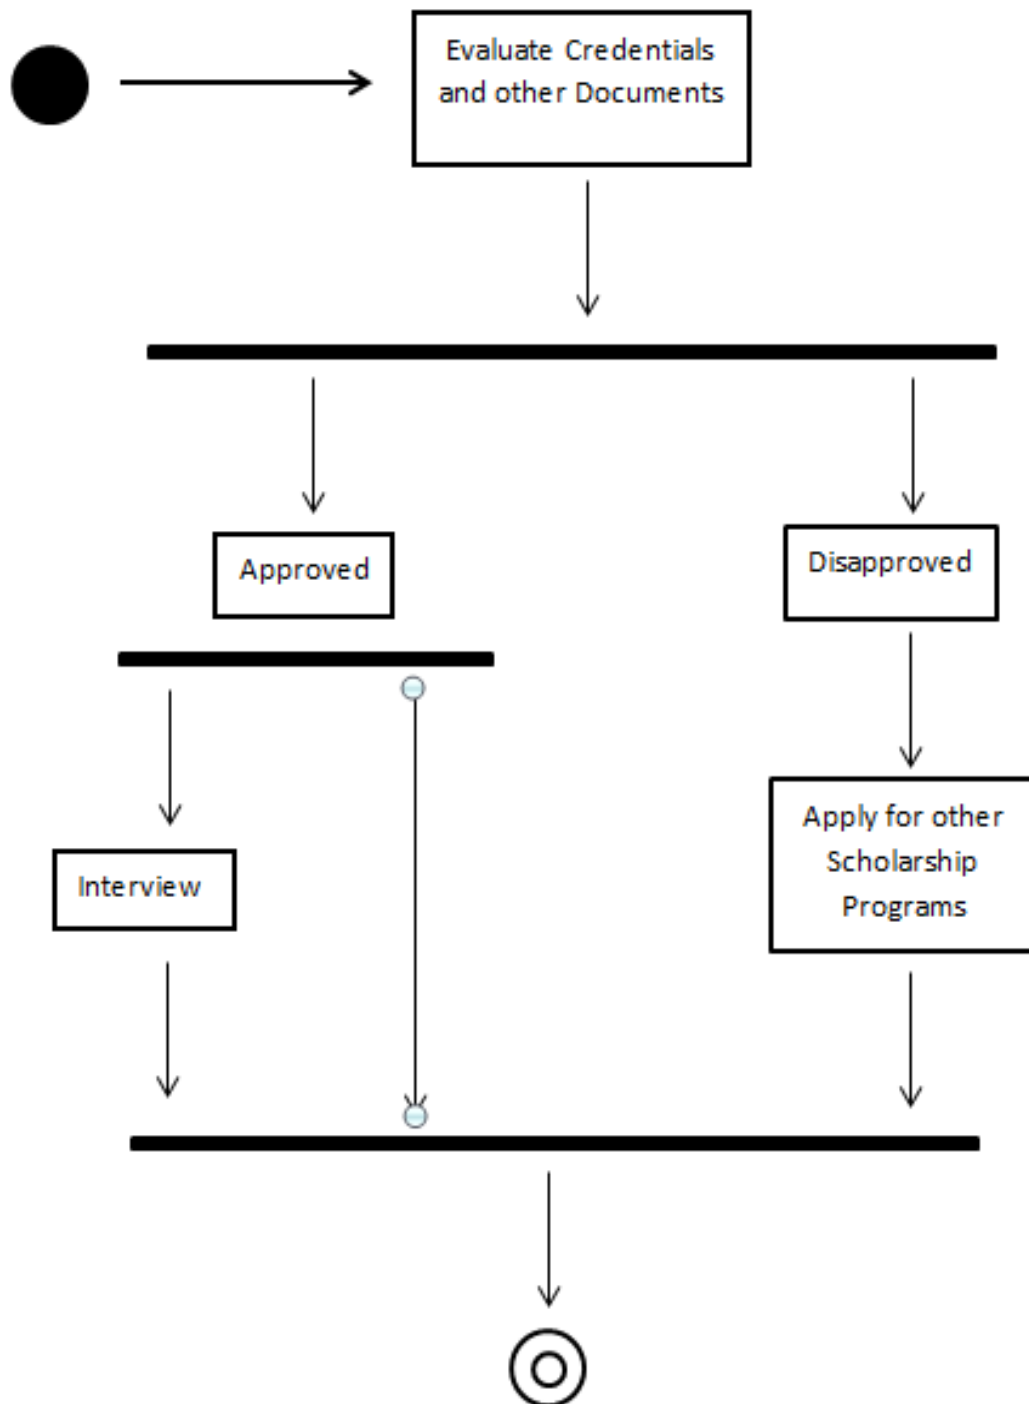 Evaluate Credentials
and other Documents
Approved
Disapproved
Interview
Apply for other
Scholarship
Programs